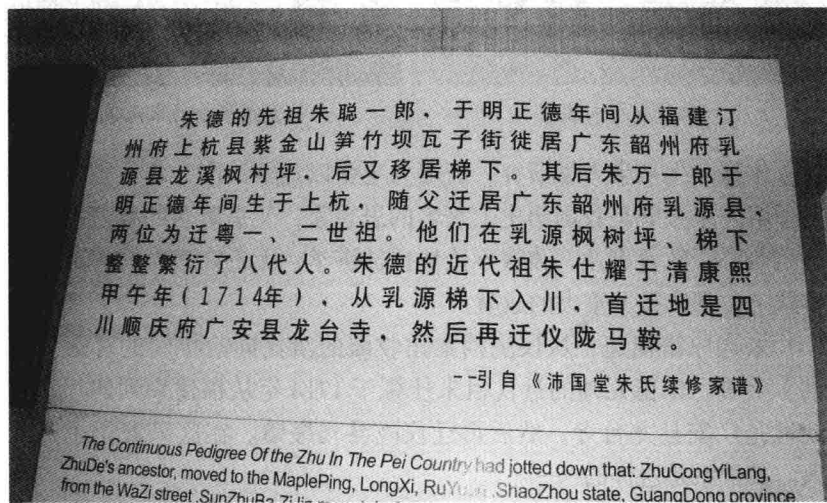 朱德的先祖朱聪一郎、于明正德年间从福建汀
州府上杭县紫金山笋竹坝瓦子街徙居广东韶州府乳
源县龙溪枫村坪，后又移居梯下。其后朱万一郎于
明正德年间生于上杭，随父迁居广东韶州府乳源县、
两位为迁粤一、二世祖。他们在乳源枫树坪、梯下
整整繁衍了八代人。朱德的近代祖朱仕耀于清康熙
甲午年(1714年)、从乳源梯下入川，首迁地是四
川顺庆府广安县龙台寺，然后再迁仪陇马鞍。
--引自《沛国堂朱氏续修家谱》
The Continuous Pedigree Of the Zhu In The Pei Country had jotted down that: ZhuCongYiLang,
ZhuDe's ancestor, moved to the MaplePing, LongXi, ShaoZhou state, GuangDong province
from the WaZi street ,SunZhuBa